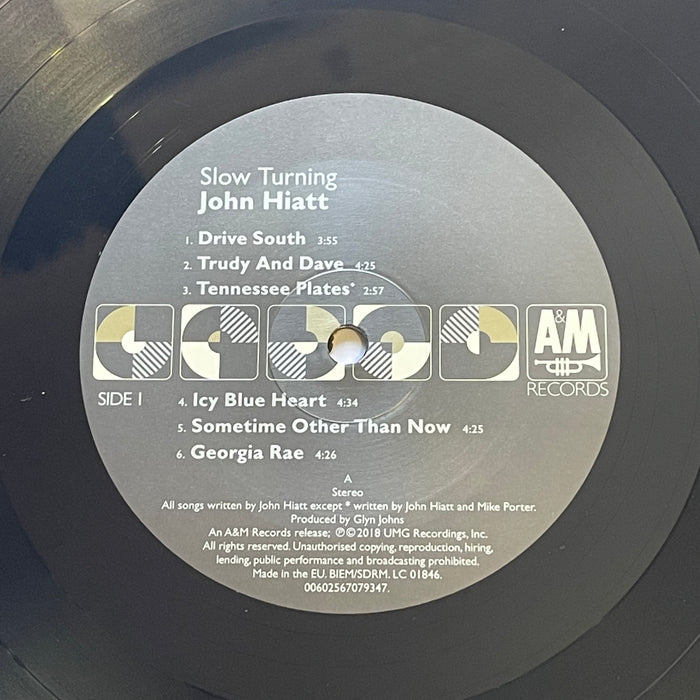 Slow Turning
John Hiatt
1. Drive South 3:55
2. Trudy And Dave 4:25
3. Tennessee Plates* 2:57
A&M
RECORDS
SIDE 1
4. Icy Blue Heart 4:34
5. Sometime Other Than Now 4:25
6. Georgia Rae 4:26
A
Stereo
All songs written by John Hiatt except * written by John Hiatt and Mike Porter.
Produced by Glyn Johns
An A&M Records release; ℗©2018 UMG Recordings, Inc.
All rights reserved. Unauthorised copying, reproduction, hiring,
lending, public performance and broadcasting prohibited.
Made in the EU. BIEM/SDRM. LC 01846.
00602567079347.